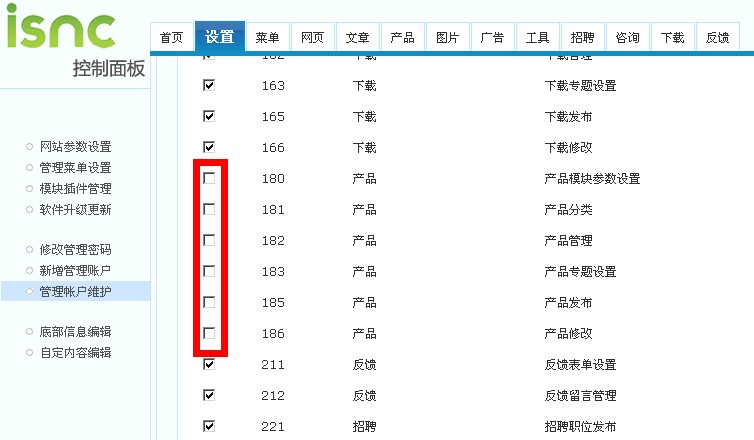 isnc
控制面板
首页 设置 菜单 网页 文章 产品 图片 广告 工具 招聘 咨询 下载 反馈
网站参数设置
管理菜单设置
模块插件管理
软件升级更新
修改管理密码
新增管理账户
管理帐户维护
底部信息编辑
自定内容编辑
162 下载 下载管理
163 下载 下载专题设置
165 下载 下载发布
166 下载 下载修改
180 产品 产品模块参数设置
181 产品 产品分类
182 产品 产品管理
183 产品 产品专题设置
185 产品 产品发布
186 产品 产品修改
211 反馈 反馈表单设置
212 反馈 反馈留言管理
221 招聘 招聘职位发布